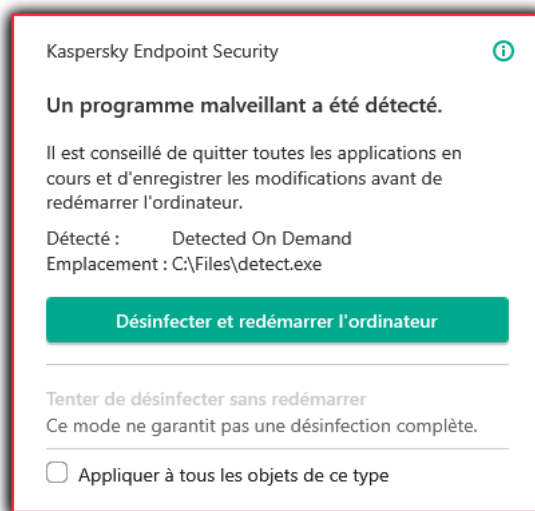 Kaspersky Endpoint Security
Un programme malveillant a été détecté.
Il est conseillé de quitter toutes les applications en
cours et d'enregistrer les modifications avant de
redémarrer l'ordinateur.
Détecté : Detected On Demand
Emplacement : C:\Files\detect.exe
Désinfecter et redémarrer l'ordinateur
Tenter de désinfecter sans redémarrer
Ce mode ne garantit pas une désinfection complète.
Appliquer à tous les objets de ce type